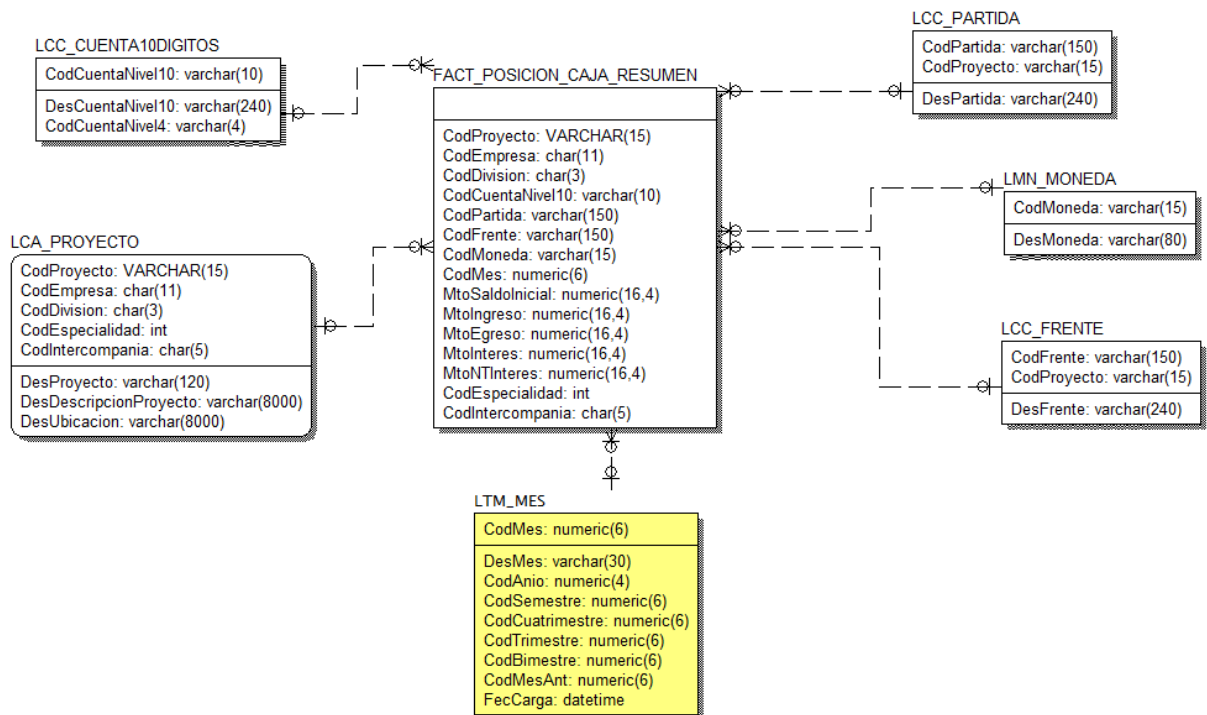 LCC_CUENTA10DIGITOS
CodCuentaNivel10: varchar(10)
DesCuentaNivel10: varchar(240)
CodCuentaNivel4: varchar(4)
LCA_PROYECTO
CodProyecto: VARCHAR(15)
CodEmpresa: char(11)
CodDivision: char(3)
CodEspecialidad: int
CodIntercompania: char(5)
DesProyecto: varchar(120)
DesDescripcionProyecto: varchar(8000)
DesUbicacion: varchar(8000)
FACT_POSICION_CAJA_RESUMEN
CodProyecto: VARCHAR(15)
CodEmpresa: char(11)
CodDivision: char(3)
CodCuentaNivel10: varchar(10)
CodPartida: varchar(150)
CodFrente: varchar(150)
CodMoneda: varchar(15)
CodMes: numeric(6)
MtoSaldoInicial: numeric(16,4)
MtoIngreso: numeric(16,4)
MtoEgreso: numeric(16,4)
MtoInteres: numeric(16,4)
MtoNTInteres: numeric(16,4)
CodEspecialidad: int
CodIntercompania: char(5)
LCC_PARTIDA
CodPartida: varchar(150)
CodProyecto: varchar(15)
DesPartida: varchar(240)
LMN_MONEDA
CodMoneda: varchar(15)
DesMoneda: varchar(80)
LCC_FRENTE
CodFrente: varchar(150)
CodProyecto: varchar(15)
DesFrente: varchar(240)
LTM_MES
CodMes: numeric(6)
DesMes: varchar(30)
CodAnio: numeric(4)
CodSemestre: numeric(6)
CodCuatrimestre: numeric(6)
CodTrimestre: numeric(6)
CodBimestre: numeric(6)
CodMesAnt: numeric(6)
FecCarga: datetime